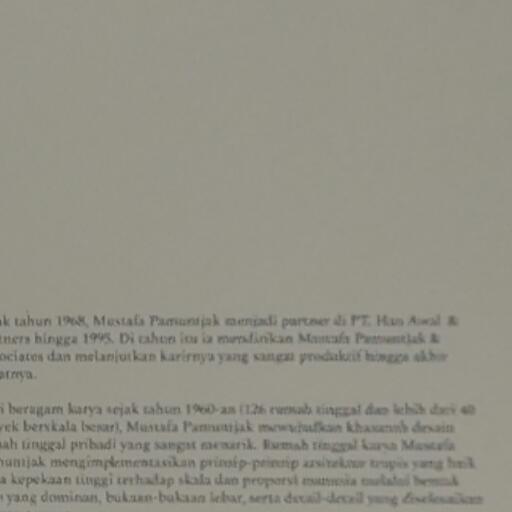 ak tahun 1968, Mustafa Pamuntjak menjadi partner di PT. Han Awal &
tners hingga 1995. Di tahun itu ia mendirikan Mustafa Pamuntjak &
ociates dan melanjutkan karirnya yang sangat produktif hingga akhir
atnya.
i beragam karya sejak tahun 1960-an (126 rumah tinggal dan lebih dari 40
yek berskala besar), Mustafa Pamuntjak mewujudkan khasanah desain
ah tinggal pribadi yang sangat menarik. Rumah tinggal karya Mustafa
nuntjak mengimplementasikan prinsip-prinsip arsitektur tropis yang baik
a kepekaan tinggi terhadap skala dan proporsi manusia melalui bentuk
yang dominan, bukaan-bukaan lebar, serta detail-detail yang diselesaikan